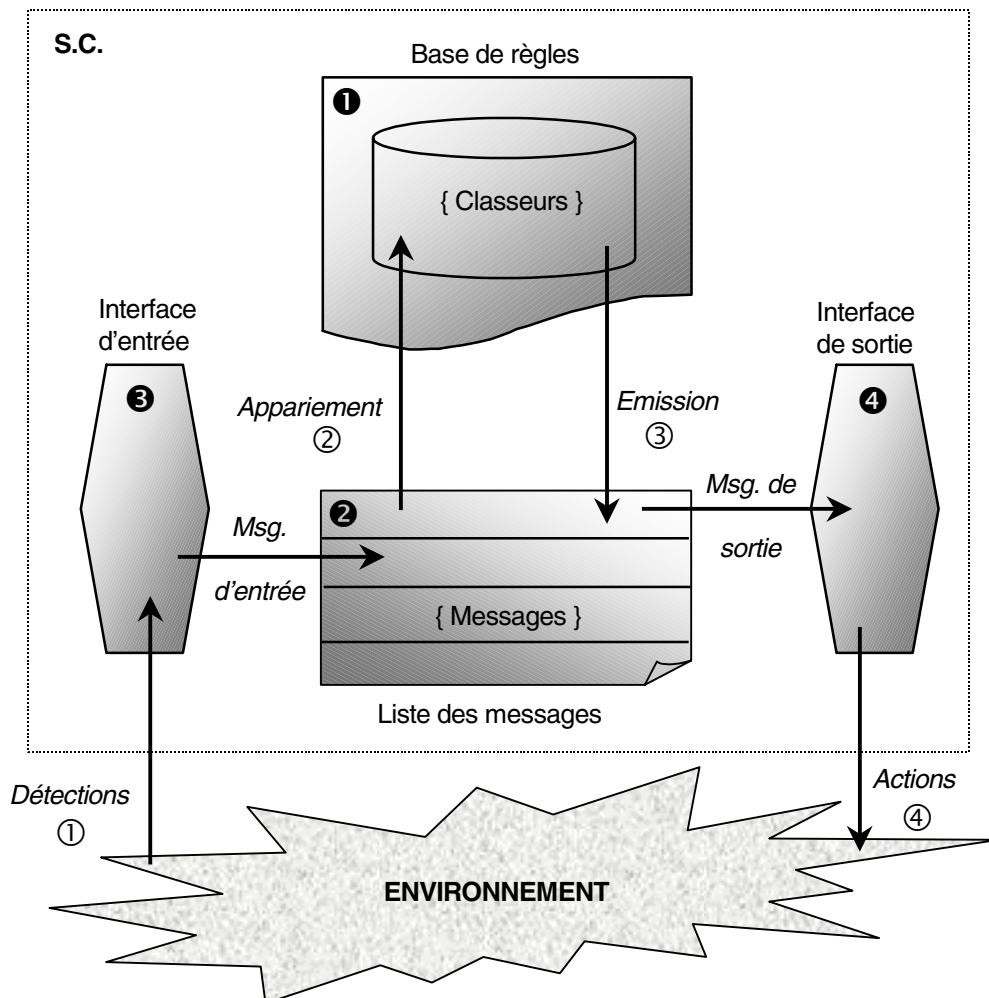 S.C.
Base de règles
❶
{ Classeurs }
Interface
d’entrée
❸
Interface
de sortie
❹
Appariement
②
Emission
③
❷
Msg.
d’entrée
Msg. de
sortie
{ Messages }
Liste des messages
Détections
①
Actions
④
ENVIRONNEMENT